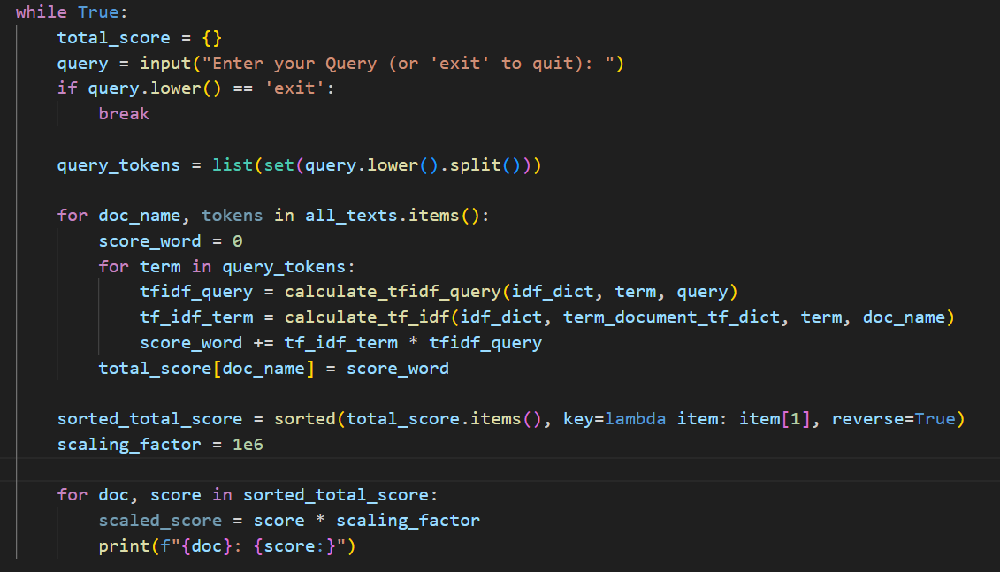 while True:
    total_score = {}
    query = input("Enter your Query (or 'exit' to quit): ")
    if query.lower() == 'exit':
        break

    query_tokens = list(set(query.lower().split()))

    for doc_name, tokens in all_texts.items():
        score_word = 0
        for term in query_tokens:
            tfidf_query = calculate_tfidf_query(idf_dict, term, query)
            tf_idf_term = calculate_tf_idf(idf_dict, term_document_tf_dict, term, doc_name)
            score_word += tf_idf_term * tfidf_query
        total_score[doc_name] = score_word

    sorted_total_score = sorted(total_score.items(), key=lambda item: item[1], reverse=True)
    scaling_factor = 1e6

    for doc, score in sorted_total_score:
        scaled_score = score * scaling_factor
        print(f"{doc}: {score:}")